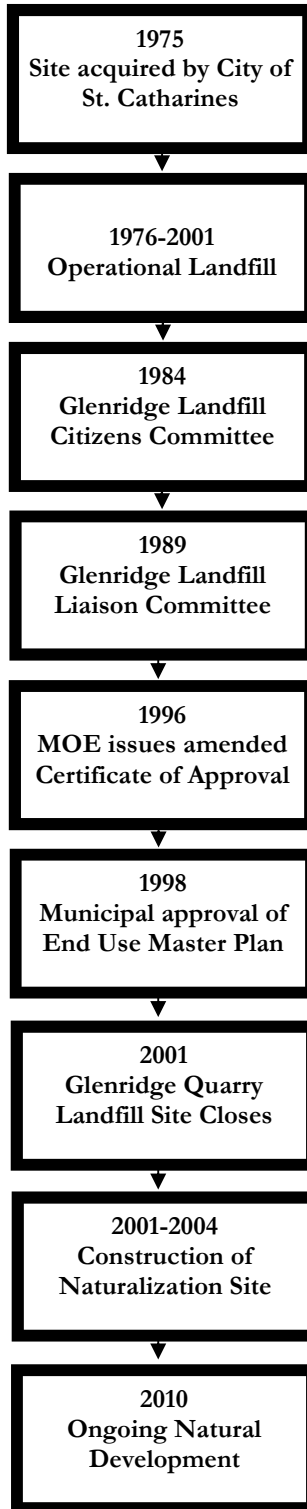 1975
Site acquired by City of
St. Catharines
1976-2001
Operational Landfill
1984
Glenridge Landfill
Citizens Committee
1989
Glenridge Landfill
Liaison Committee
1996
MOE issues amended
Certificate of Approval
1998
Municipal approval of
End Use Master Plan
2001
Glenridge Quarry
Landfill Site Closes
2001-2004
Construction of
Naturalization Site
2010
Ongoing Natural
Development